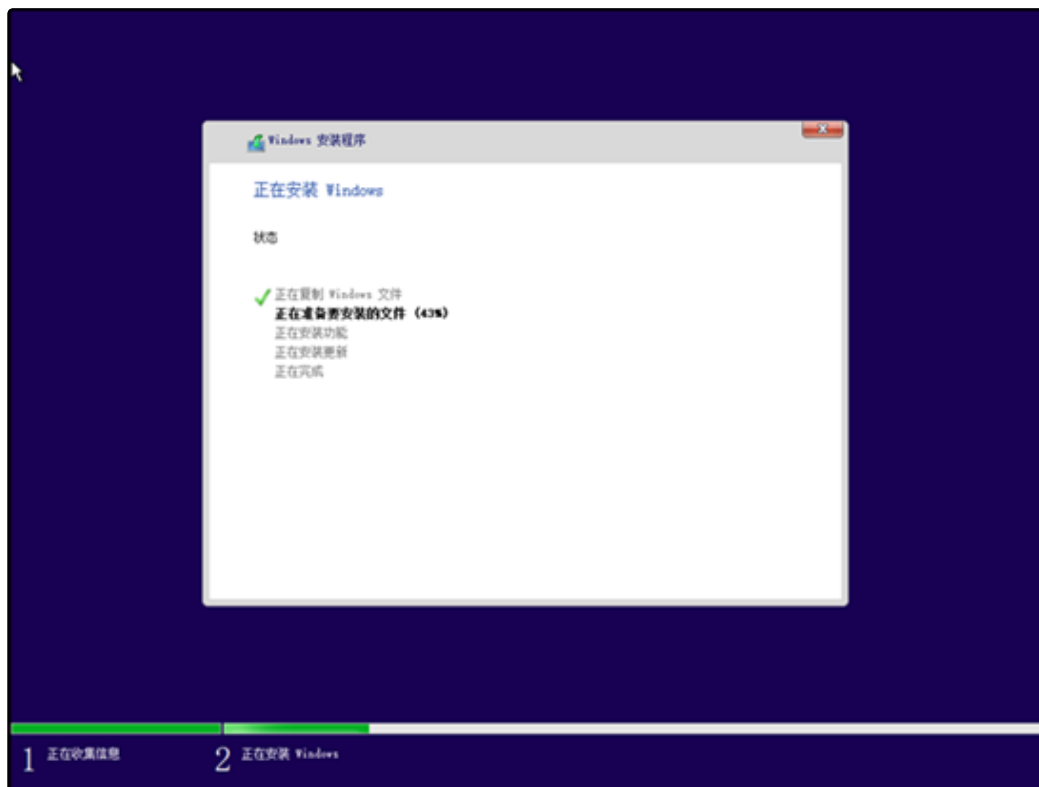 Windows 安装程序
正在安装 Windows
状态
正在复制 Windows 文件
正在准备要安装的文件 (43%)
正在安装功能
正在安装更新
正在完成
1 正在收集信息
2 正在安装 Windows